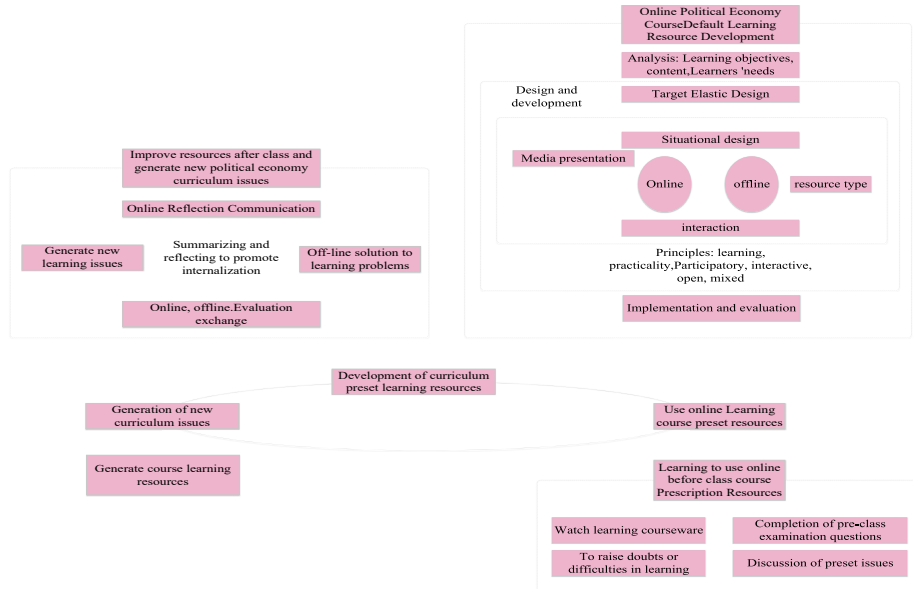 Online Political Economy
CourseDefault Learning
Resource Development
Analysis: Learning objectives,
content,Learners 'needs
Design and
development
Target Elastic Design
Situational design
Media presentation
Online
offline
resource type
interaction
Principles: learning,
practicality,Participatory, interactive,
open, mixed
Implementation and evaluation
Improve resources after class and
generate new political economy
curriculum issues
Online Reflection Communication
Generate new
learning issues
Summarizing and
reflecting to promote
internalization
Off-line solution to
learning problems
Online, offline.Evaluation
exchange
Development of curriculum
preset learning resources
Generation of new
curriculum issues
Use online Learning
course preset resources
Generate course learning
resources
Learning to use online
before class course
Prescription Resources
Watch learning courseware
Completion of pre-class
examination questions
To raise doubts or
difficulties in learning
Discussion of preset issues